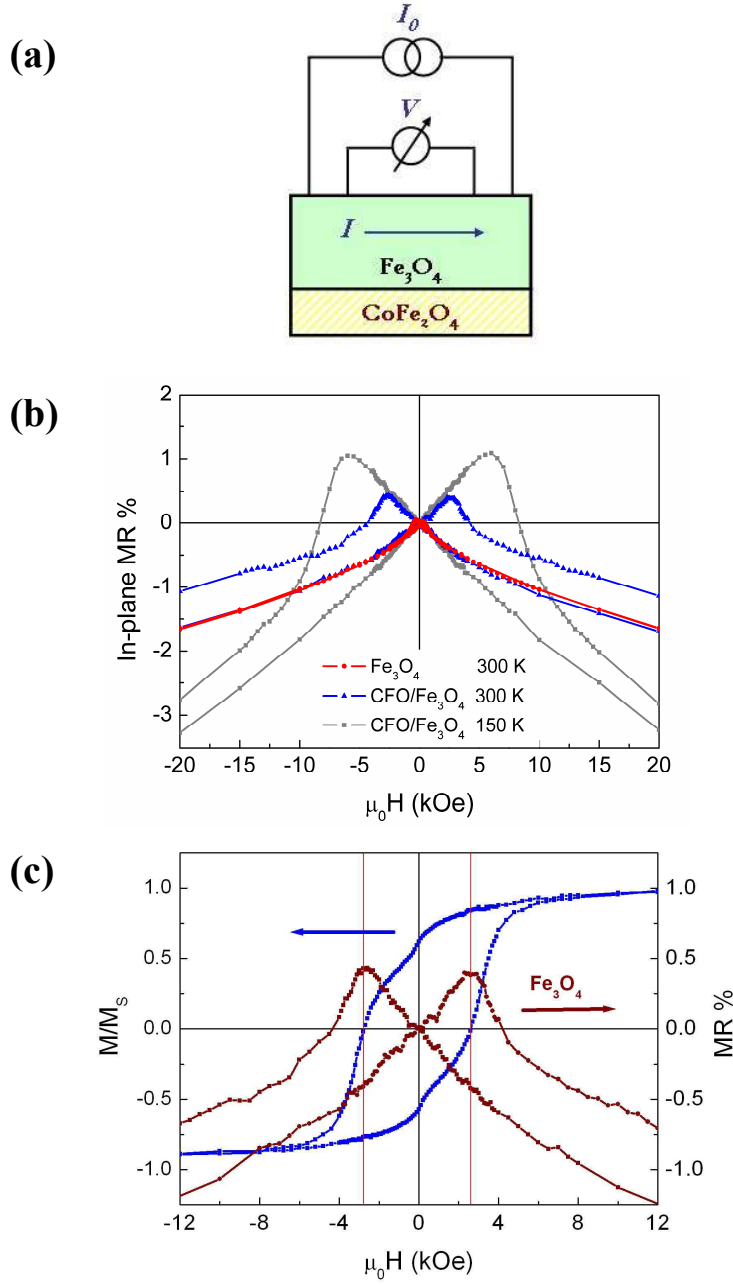 (a)
I₀
V
I
Fe₃O₄
CoFe₂O₄
(b)
In-plane MR %
2
1
0
-1
-2
-3
Fe₃O₄ 300 K
CFO/Fe₃O₄ 300 K
CFO/Fe₃O₄ 150 K
-20 -15 -10 -5 0 5 10 15 20
μ₀H (kOe)
(c)
M/Mₛ
1.0 1.0
0.5 0.5
Fe₃O₄
0.0 0.0
-0.5 -0.5
-1.0 -1.0
MR %
-12 -8 -4 0 4 8 12
μ₀H (kOe)